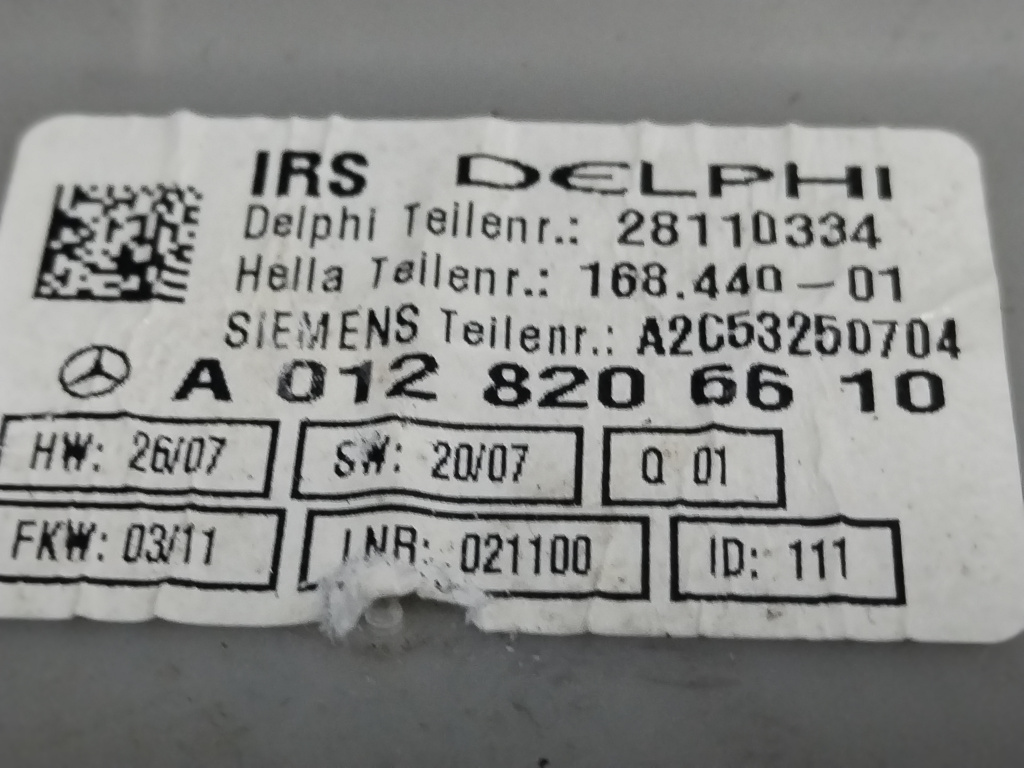 IRS DELPHI
Delphi Teilenr.: 28110334
Hella Teilenr.: 168.440-01
SIEMENS Teilenr.: A2C53250704
A 012 820 66 10
HW: 26/07 SW: 20/07 Q 01
FKW: 03/11 LNR: 021100 ID: 111